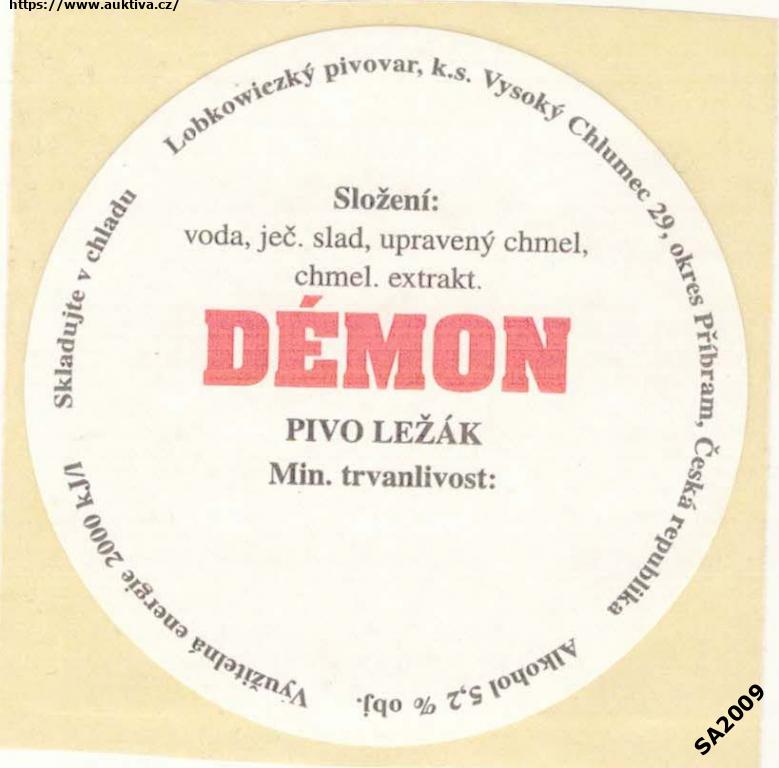 https://www.auktiva.cz/
Lobkowiczký pivovar, k.s. Vysoký Chlumec 29, okres Příbram, Česká republika
Skladujte v chladu
Složení:
voda, ječ. slad, upravený chmel,
chmel. extrakt.
DÉMON
PIVO LEŽÁK
Min. trvanlivost:
Využitelná energie 2000 kJ/l
Alkohol 5,2 % obj.
SA2009